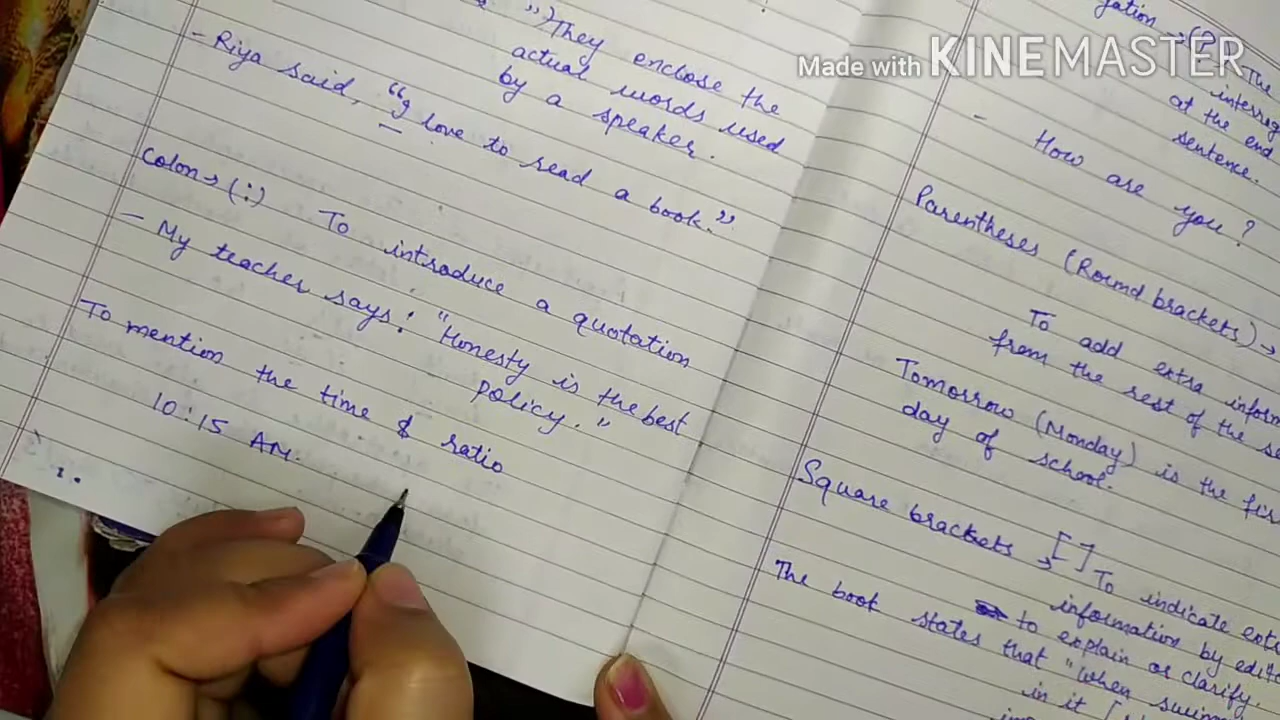 ") They enclose the
actual words used
by a speaker.
- Riya said, "I love to read a book."
Colon → (:) To introduce a quotation
- My teacher says: "Honesty is the best
policy."
To mention the time & ratio
10:15 AM.
Made with KINEMASTER
The
at the end
sentence.
- How are you?
Parentheses (Round brackets) →
To add extra
from the rest of the
Tomorrow (Monday) is the
day of school.
Square brackets → [ ] To indicate
information by
to explain or clarify.
The book states that "When
in it [